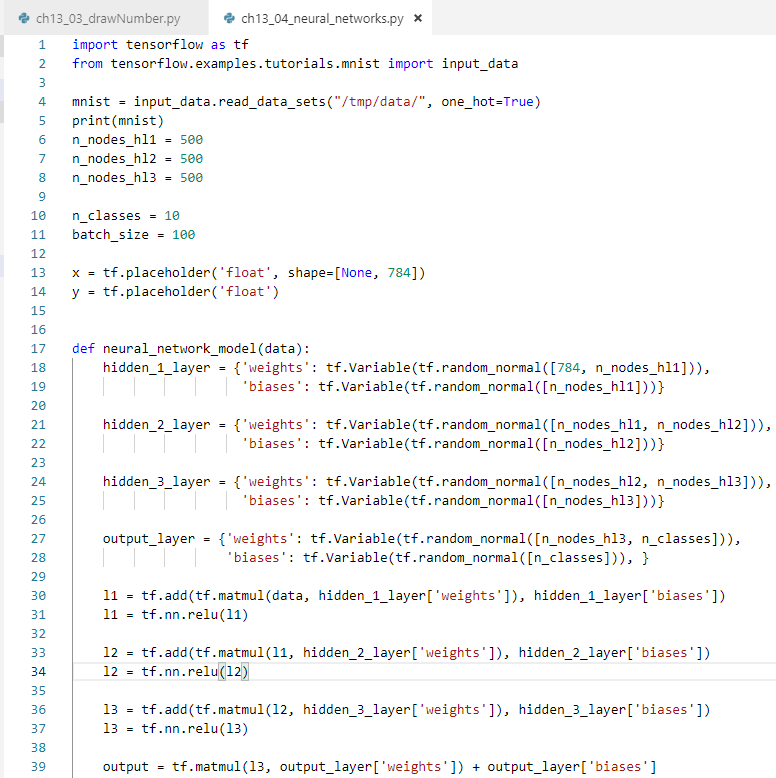 ch13_03_drawNumber.py ch13_04_neural_networks.py ×
1 import tensorflow as tf
2 from tensorflow.examples.tutorials.mnist import input_data
3
4 mnist = input_data.read_data_sets("/tmp/data/", one_hot=True)
5 print(mnist)
6 n_nodes_hl1 = 500
7 n_nodes_hl2 = 500
8 n_nodes_hl3 = 500
9
10 n_classes = 10
11 batch_size = 100
12
13 x = tf.placeholder('float', shape=[None, 784])
14 y = tf.placeholder('float')
15
16
17 def neural_network_model(data):
18     hidden_1_layer = {'weights': tf.Variable(tf.random_normal([784, n_nodes_hl1])),
19                       'biases': tf.Variable(tf.random_normal([n_nodes_hl1]))}
20
21     hidden_2_layer = {'weights': tf.Variable(tf.random_normal([n_nodes_hl1, n_nodes_hl2])),
22                       'biases': tf.Variable(tf.random_normal([n_nodes_hl2]))}
23
24     hidden_3_layer = {'weights': tf.Variable(tf.random_normal([n_nodes_hl2, n_nodes_hl3])),
25                       'biases': tf.Variable(tf.random_normal([n_nodes_hl3]))}
26
27     output_layer = {'weights': tf.Variable(tf.random_normal([n_nodes_hl3, n_classes])),
28                     'biases': tf.Variable(tf.random_normal([n_classes])), }
29
30     l1 = tf.add(tf.matmul(data, hidden_1_layer['weights']), hidden_1_layer['biases'])
31     l1 = tf.nn.relu(l1)
32
33     l2 = tf.add(tf.matmul(l1, hidden_2_layer['weights']), hidden_2_layer['biases'])
34     l2 = tf.nn.relu(l2)
35
36     l3 = tf.add(tf.matmul(l2, hidden_3_layer['weights']), hidden_3_layer['biases'])
37     l3 = tf.nn.relu(l3)
38
39     output = tf.matmul(l3, output_layer['weights']) + output_layer['biases']